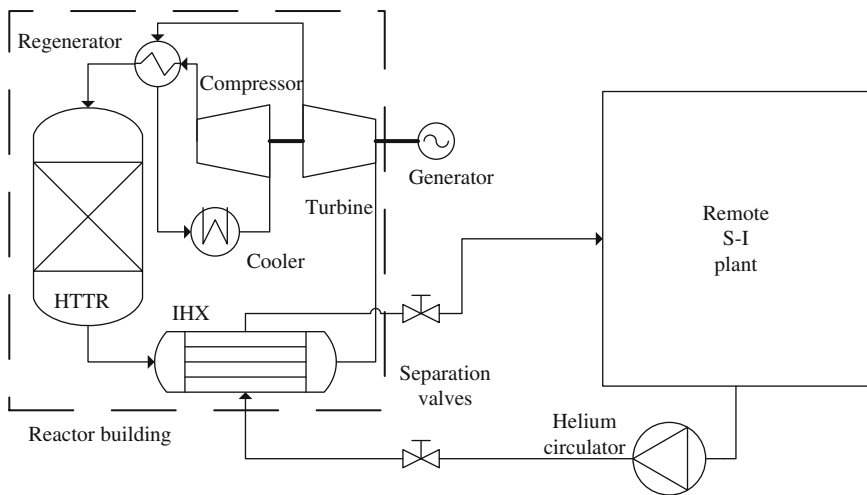 Regenerator
Compressor
Generator
Turbine
Cooler
Remote
S-I
plant
HTTR
IHX
Separation
valves
Reactor building
Helium
circulator